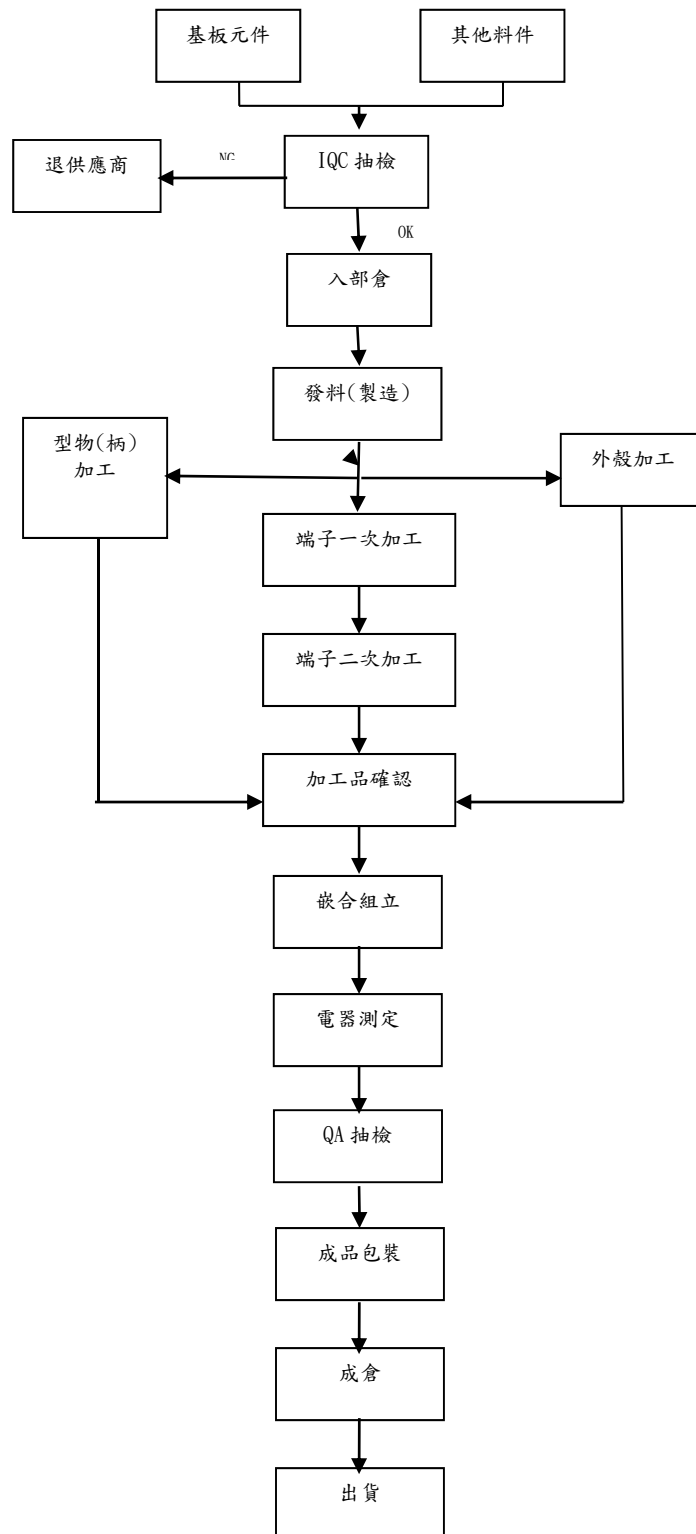 基板元件
其他料件
退供應商
NG
IQC 抽檢
OK
入部倉
發料(製造)
型物(柄)
加工
外殼加工
端子一次加工
端子二次加工
加工品確認
嵌合組立
電器測定
QA 抽檢
成品包裝
成倉
出貨